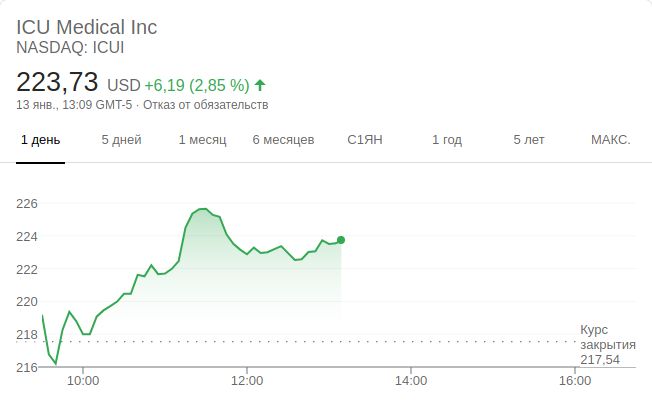 ICU Medical Inc
NASDAQ: ICUI
223,73 USD +6,19 (2,85 %)
13 янв., 13:09 GMT-5 · Отказ от обязательств
1 день 5 дней 1 месяц 6 месяцев С1ЯН 1 год 5 лет МАКС.
226
224
222
220
218
216
Курс
закрытия
217,54
10:00 12:00 14:00 16:00